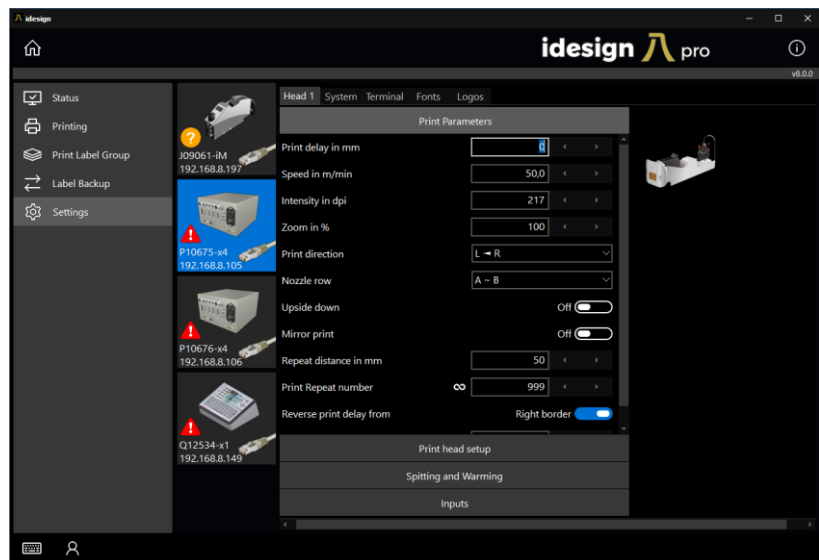 idesign
idesign pro
v8.0.0
Status
Printing
Print Label Group
Label Backup
Settings
J09061-iM
192.168.8.197
P10675-x4
192.168.8.105
P10676-x4
192.168.8.106
Q12534-x1
192.168.8.149
Head 1 System Terminal Fonts Logos
Print Parameters
Print delay in mm 0
Speed in m/min 50,0
Intensity in dpi 217
Zoom in % 100
Print direction L → R
Nozzle row A ~ B
Upside down Off
Mirror print Off
Repeat distance in mm 50
Print Repeat number ∞ 999
Reverse print delay from Right border
Print head setup
Spitting and Warming
Inputs